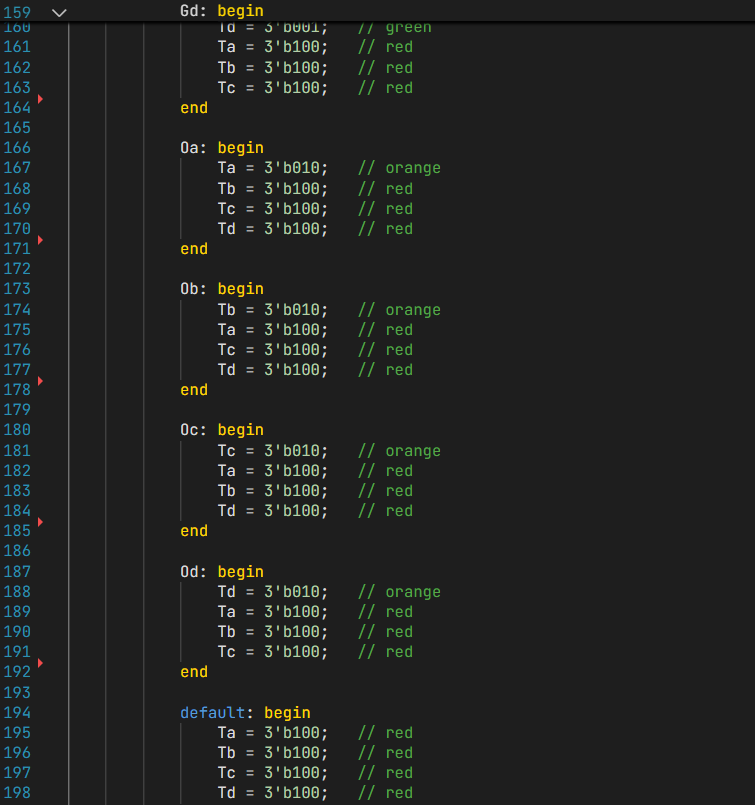 159 Gd: begin
160 Td = 3'b001; // green
161 Ta = 3'b100; // red
162 Tb = 3'b100; // red
163 Tc = 3'b100; // red
164 end
165
166 Oa: begin
167 Ta = 3'b010; // orange
168 Tb = 3'b100; // red
169 Tc = 3'b100; // red
170 Td = 3'b100; // red
171 end
172
173 Ob: begin
174 Tb = 3'b010; // orange
175 Ta = 3'b100; // red
176 Tc = 3'b100; // red
177 Td = 3'b100; // red
178 end
179
180 Oc: begin
181 Tc = 3'b010; // orange
182 Ta = 3'b100; // red
183 Tb = 3'b100; // red
184 Td = 3'b100; // red
185 end
186
187 Od: begin
188 Td = 3'b010; // orange
189 Ta = 3'b100; // red
190 Tb = 3'b100; // red
191 Tc = 3'b100; // red
192 end
193
194 default: begin
195 Ta = 3'b100; // red
196 Tb = 3'b100; // red
197 Tc = 3'b100; // red
198 Td = 3'b100; // red